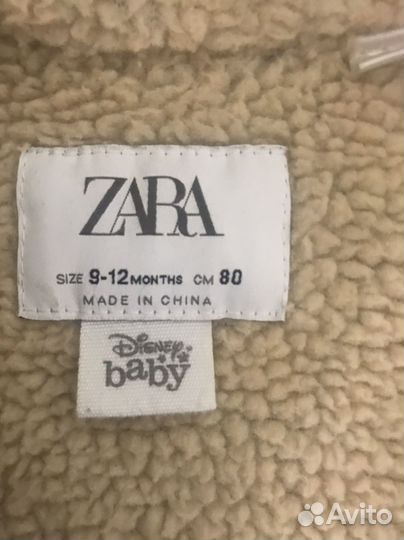 ZARA
SIZE 9-12 MONTHS CM 80
MADE IN CHINA
Disney
baby
Avito